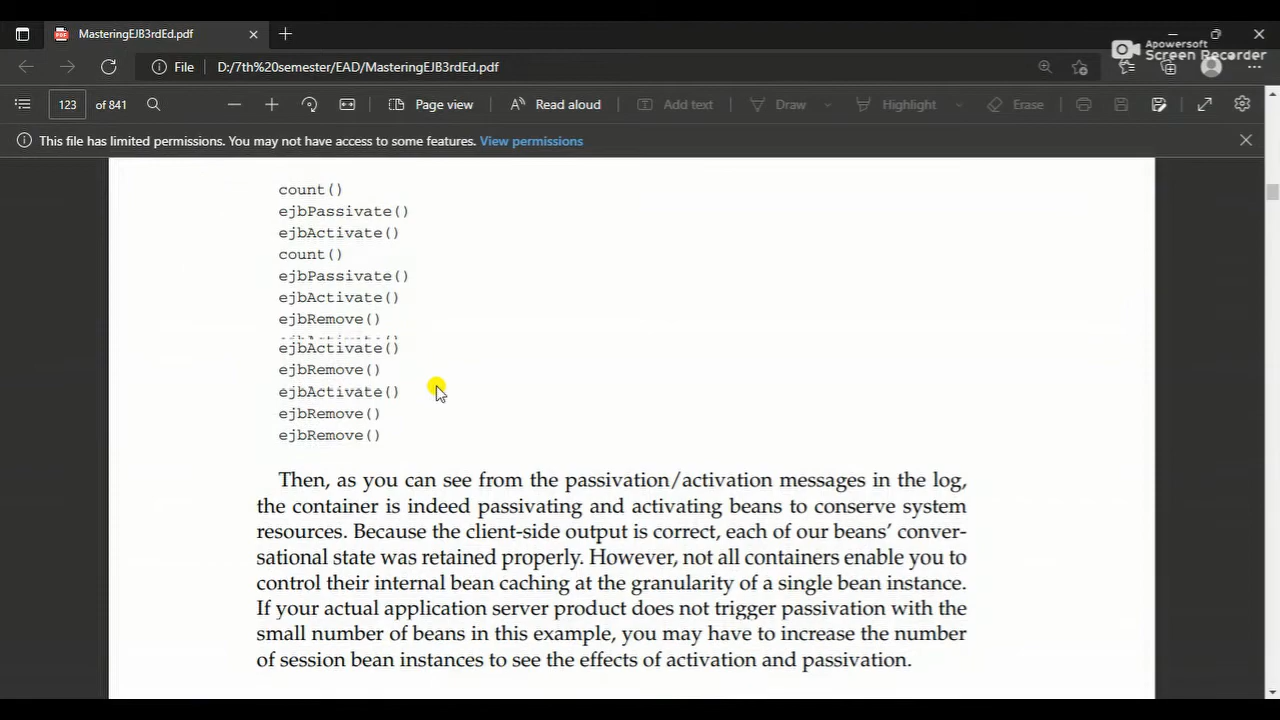 MasteringEJB3rdEd.pdf
Apowersoft
Screen Recorder
File D:/7th%20semester/EAD/MasteringEJB3rdEd.pdf
123 of 841 Page view Read aloud Add text Draw Highlight Erase
This file has limited permissions. You may not have access to some features. View permissions
count()
ejbPassivate()
ejbActivate()
count()
ejbPassivate()
ejbActivate()
ejbRemove()
ejbActivate()
ejbRemove()
ejbActivate()
ejbRemove()
ejbRemove()
Then, as you can see from the passivation/activation messages in the log,
the container is indeed passivating and activating beans to conserve system
resources. Because the client-side output is correct, each of our beans’ conver-
sational state was retained properly. However, not all containers enable you to
control their internal bean caching at the granularity of a single bean instance.
If your actual application server product does not trigger passivation with the
small number of beans in this example, you may have to increase the number
of session bean instances to see the effects of activation and passivation.